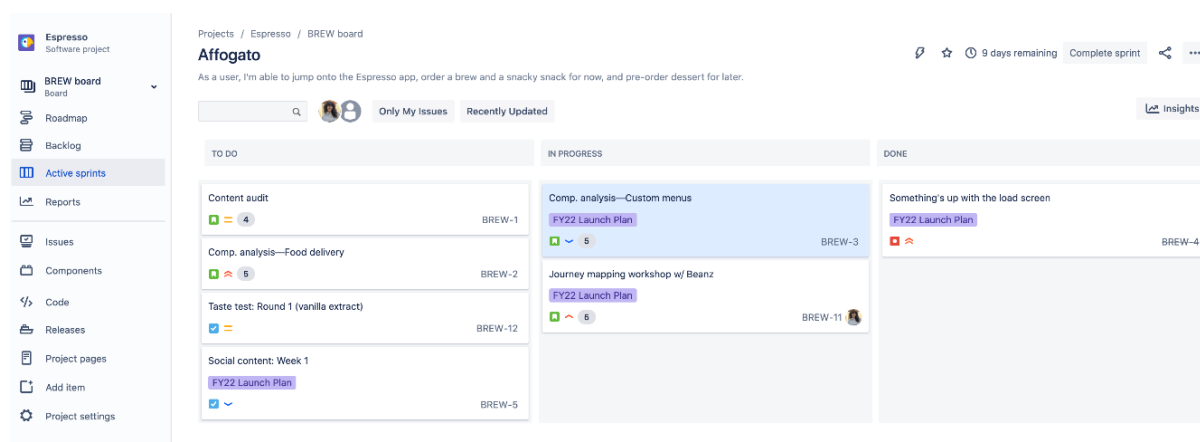 Espresso
Software project
BREW board
Board
Roadmap
Backlog
Active sprints
Reports
Issues
Components
Code
Releases
Project pages
Add item
Project settings
Projects / Espresso / BREW board
Affogato
As a user, I'm able to jump onto the Espresso app, order a brew and a snacky snack for now, and pre-order dessert for later.
9 days remaining
Complete sprint
Only My Issues
Recently Updated
Insights
TO DO
Content audit
4
BREW-1
Comp. analysis—Food delivery
5
BREW-2
Taste test: Round 1 (vanilla extract)
BREW-12
Social content: Week 1
FY22 Launch Plan
BREW-5
IN PROGRESS
Comp. analysis—Custom menus
FY22 Launch Plan
5
BREW-3
Journey mapping workshop w/ Beanz
FY22 Launch Plan
5
BREW-11
DONE
Something's up with the load screen
FY22 Launch Plan
BREW-4